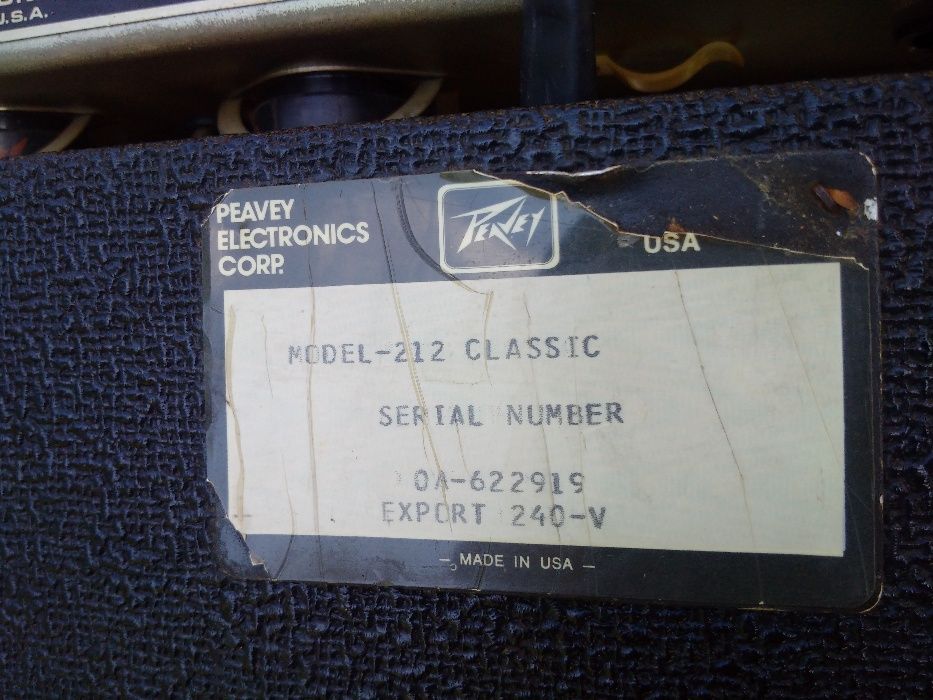 U.S.A.
PEAVEY
ELECTRONICS
CORP.
PEAVEY
USA
MODEL-212 CLASSIC
SERIAL NUMBER
0A-622919
EXPORT 240-V
— MADE IN USA —